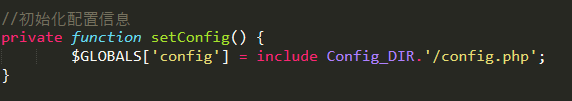 //初始化配置信息
private function setConfig() {
        $GLOBALS['config'] = include Config_DIR.'/config.php';
}